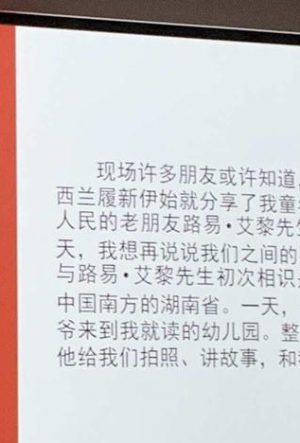 现场许多朋友或许知道，
西兰履新伊始就分享了我童
人民的老朋友路易·艾黎先生
天，我想再说说我们之间的
与路易·艾黎先生初次相识
中国南方的湖南省。一天，
爷来到我就读的幼儿园。整
他给我们拍照、讲故事，和